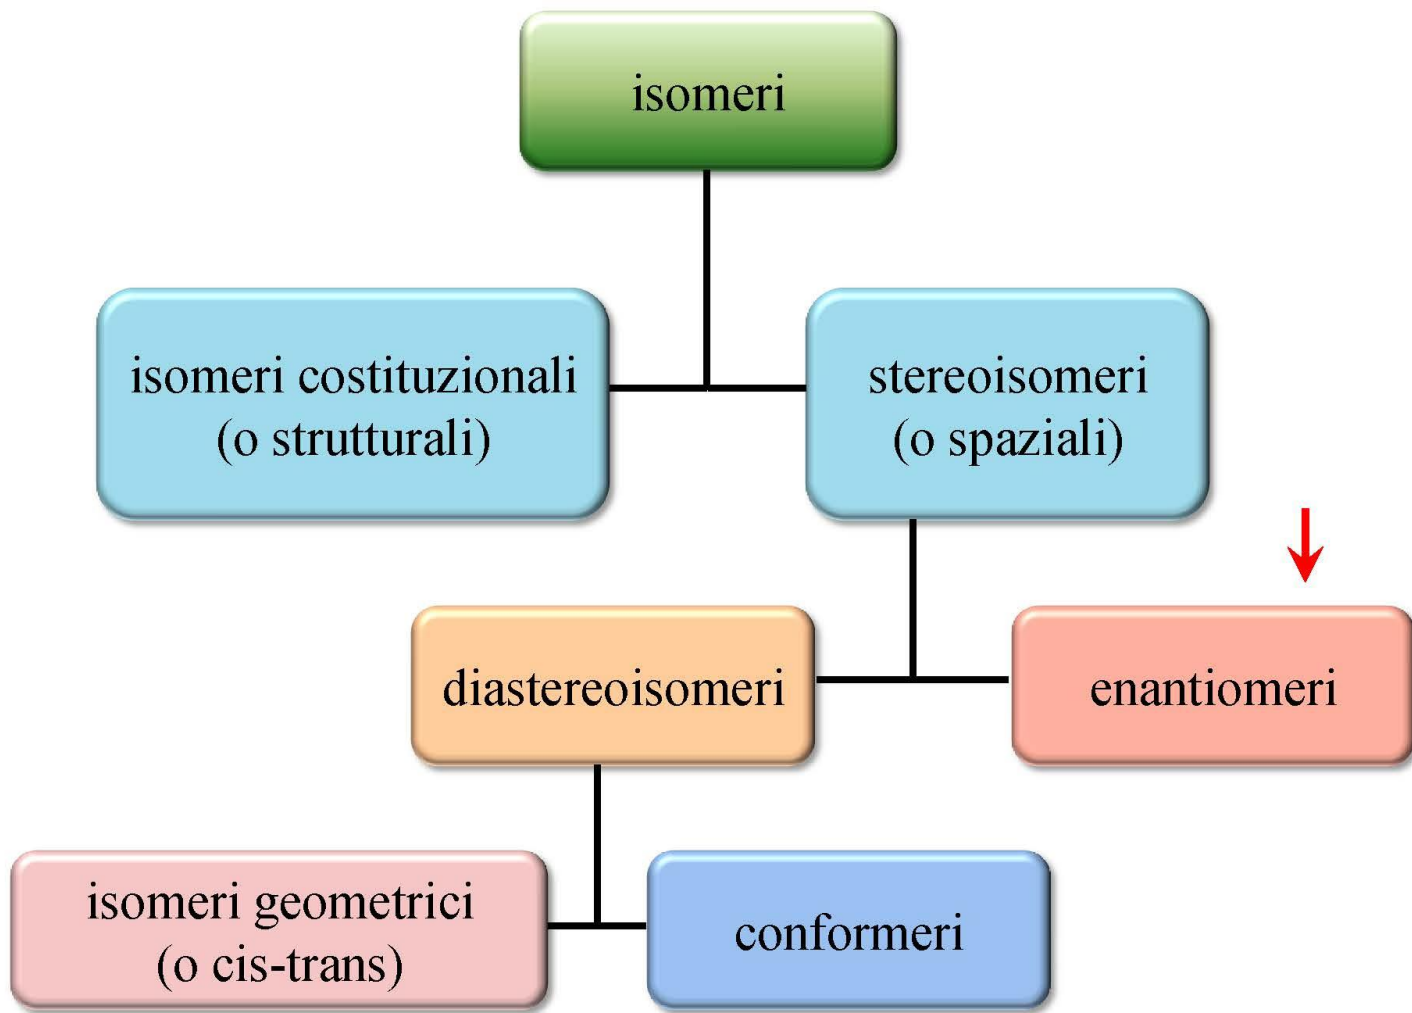 isomeri
isomeri costituzionali
(o strutturali)
stereoisomeri
(o spaziali)
diastereoisomeri
enantiomeri
isomeri geometrici
(o cis-trans)
conformeri